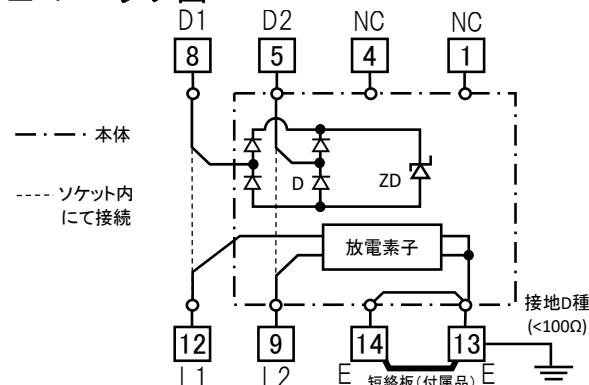 D1 D2 NC NC
8 5 4 1
本体
D ZD
ソケット内
にて接続
放電素子
接地D種
(<100Ω)
12 9 14 13
L1 L2 E 短絡板(付属品) E